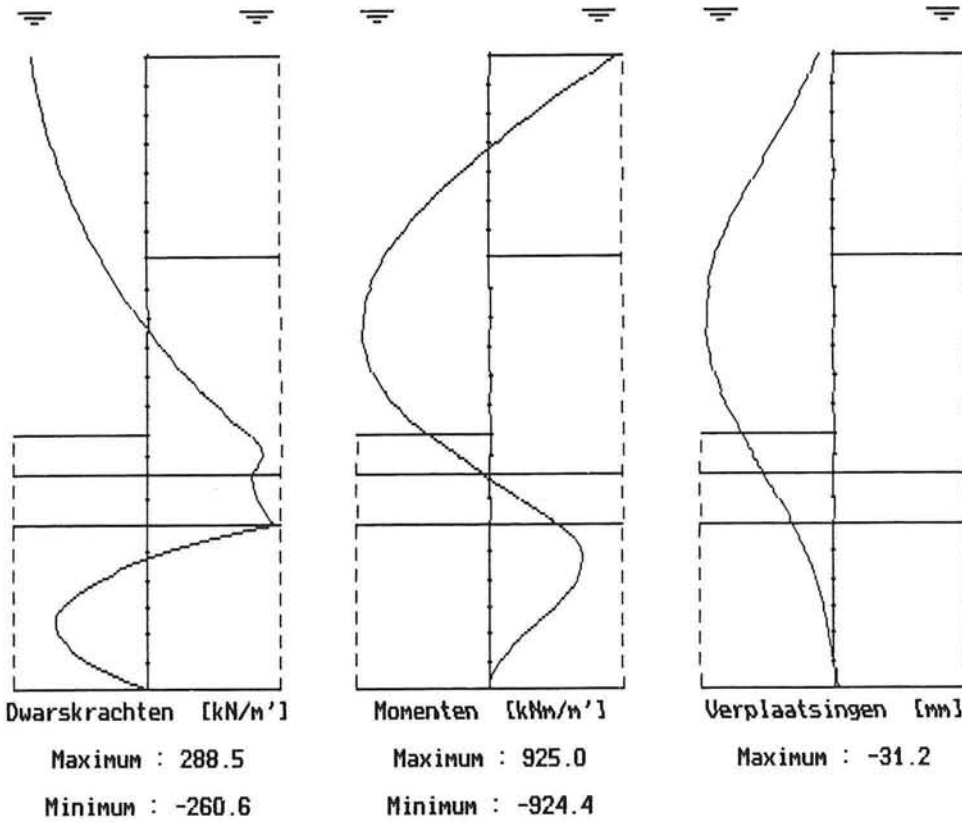 Dwarskrachten [kN/m']
Maximum : 288.5
Minimum : -260.6
Momenten [kNm/m']
Maximum : 925.0
Minimum : -924.4
Verplaatsingen [mm]
Maximum : -31.2